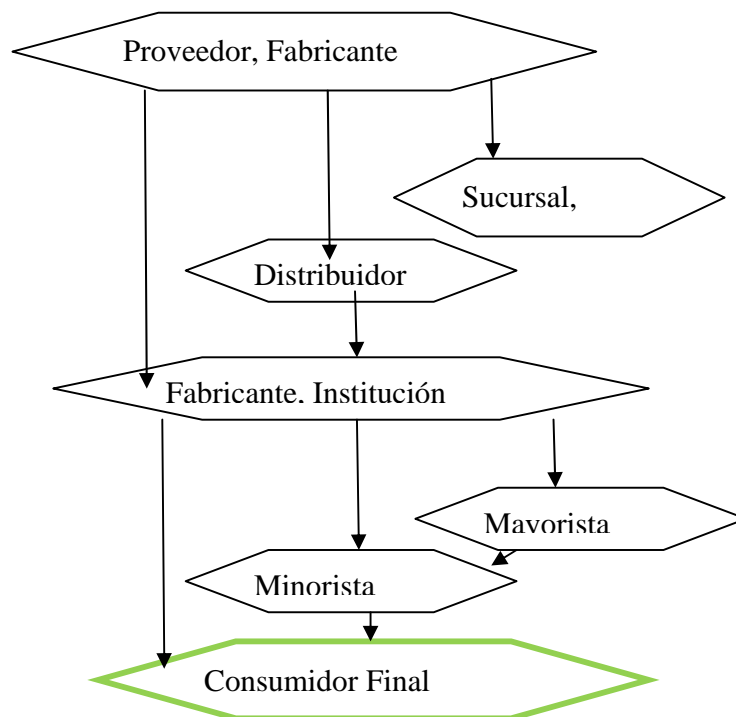 Proveedor, Fabricante
Sucursal,
Distribuidor
Fabricante, Institución
Mayorista
Minorista
Consumidor Final